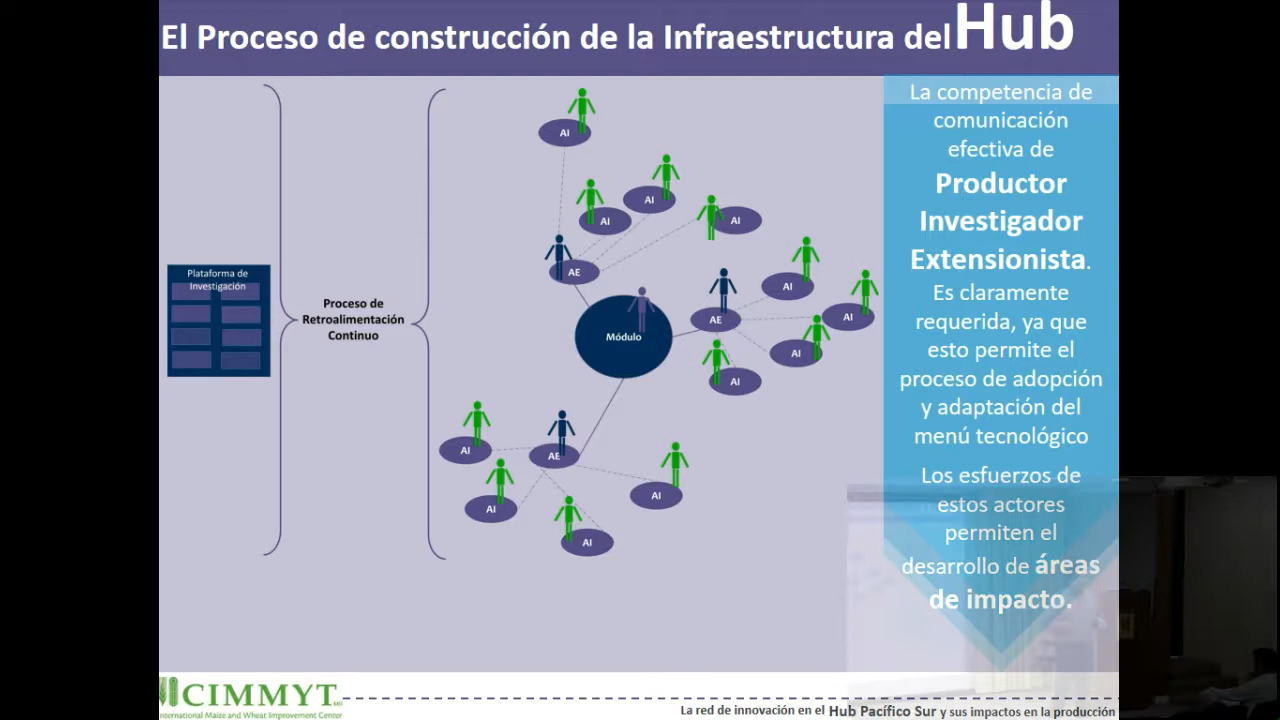 El Proceso de construcción de la Infraestructura del Hub
La competencia de
comunicación
efectiva de
Productor
Investigador
Extensionista.
Es claramente
requerida, ya que
esto permite el
proceso de adopción
y adaptación del
menú tecnológico
Los esfuerzos de
estos actores
permiten el
desarrollo de áreas
de impacto.
Plataforma de
Investigación
Proceso de
Retroalimentación
Continuo
AI
AI
AI
AI
AE
AI
AE
AI
AI
AI
Módulo
AI
AE
AI
AI
AI
AI
CIMMYT
International Maize and Wheat Improvement Center
La red de innovación en el Hub Pacífico Sur y sus impactos en la producción